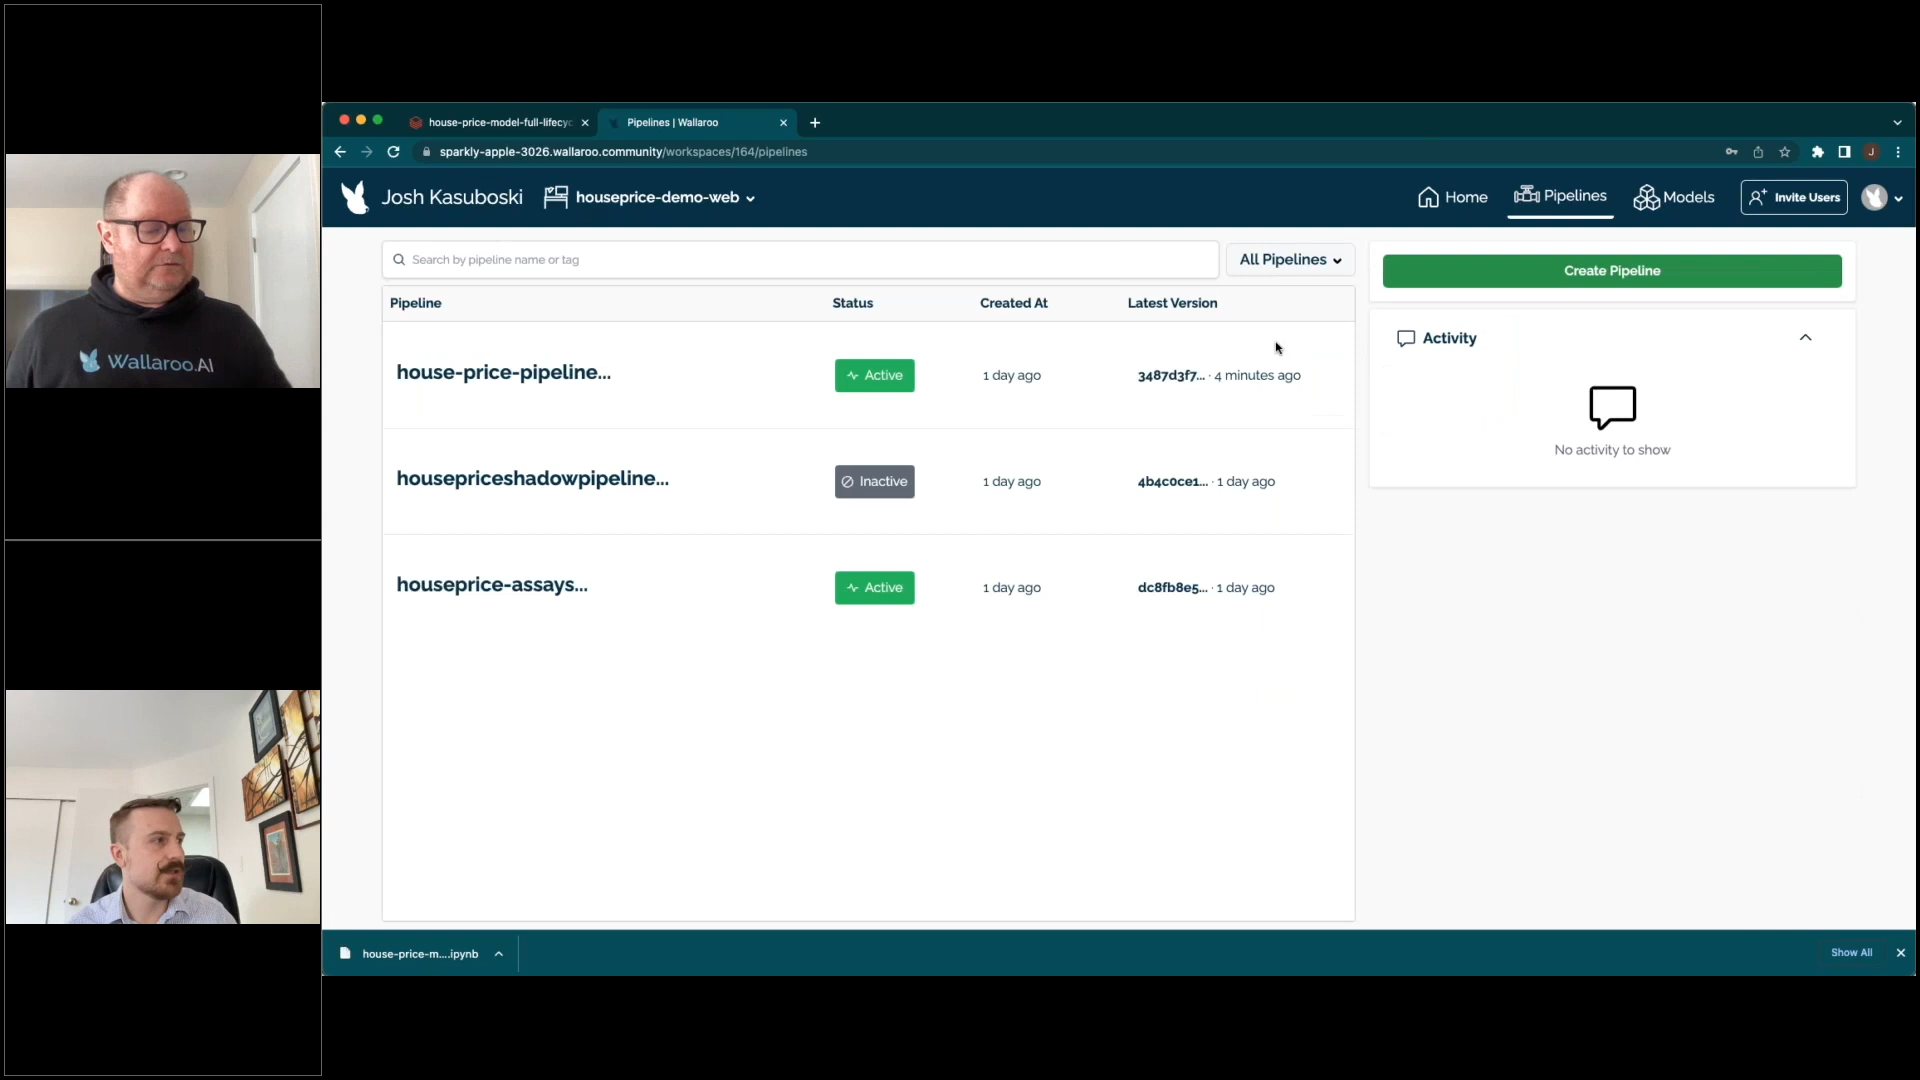 Wallaroo.AI
house-price-model-full-lifecyc
Pipelines | Wallaroo
sparkly-apple-3026.wallaroo.community/workspaces/164/pipelines
J
Josh Kasuboski
houseprice-demo-web
Home
Pipelines
Models
Invite Users
Search by pipeline name or tag
All Pipelines
Create Pipeline
Pipeline Status Created At Latest Version
Activity
house-price-pipeline... Active 1 day ago 3487d3f7... · 4 minutes ago
No activity to show
housepriceshadowpipeline... Inactive 1 day ago 4b4c0ce1... · 1 day ago
houseprice-assays... Active 1 day ago dc8fb8e5... · 1 day ago
house-price-m....ipynb
Show All